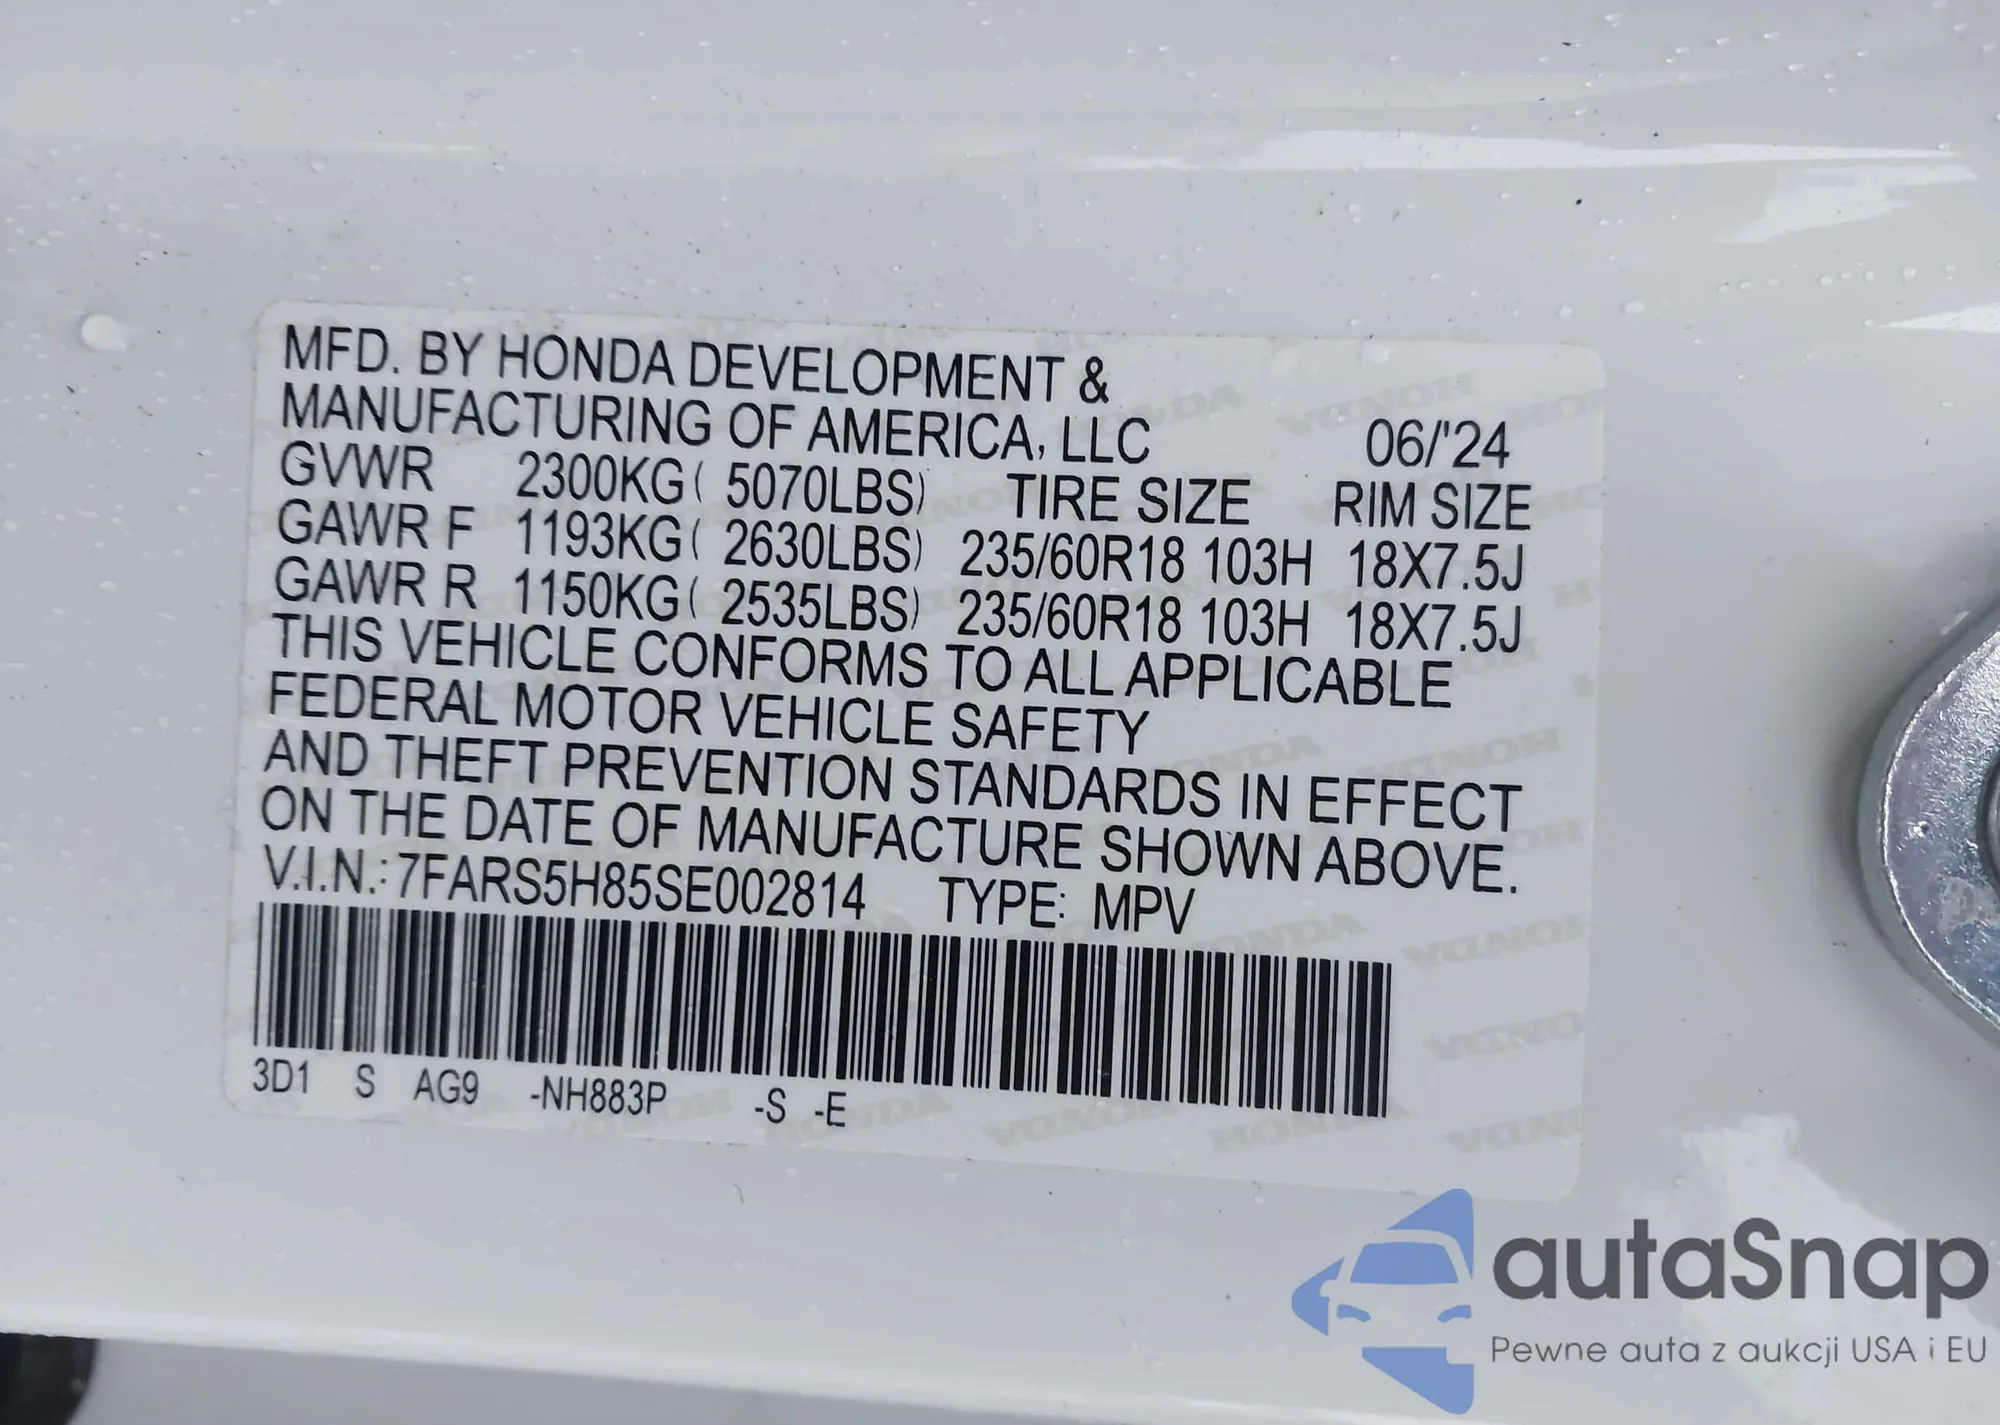 MFD. BY HONDA DEVELOPMENT &
MANUFACTURING OF AMERICA, LLC 06/'24
GVWR 2300KG( 5070LBS) TIRE SIZE RIM SIZE
GAWR F 1193KG( 2630LBS) 235/60R18 103H 18X7.5J
GAWR R 1150KG( 2535LBS) 235/60R18 103H 18X7.5J
THIS VEHICLE CONFORMS TO ALL APPLICABLE
FEDERAL MOTOR VEHICLE SAFETY
AND THEFT PREVENTION STANDARDS IN EFFECT
ON THE DATE OF MANUFACTURE SHOWN ABOVE.
V.I.N.: 7FARS5H85SE002814 TYPE: MPV
3D1 S AG9 -NH883P -S -E
autaSnap
Pewne auta z aukcji USA i EU